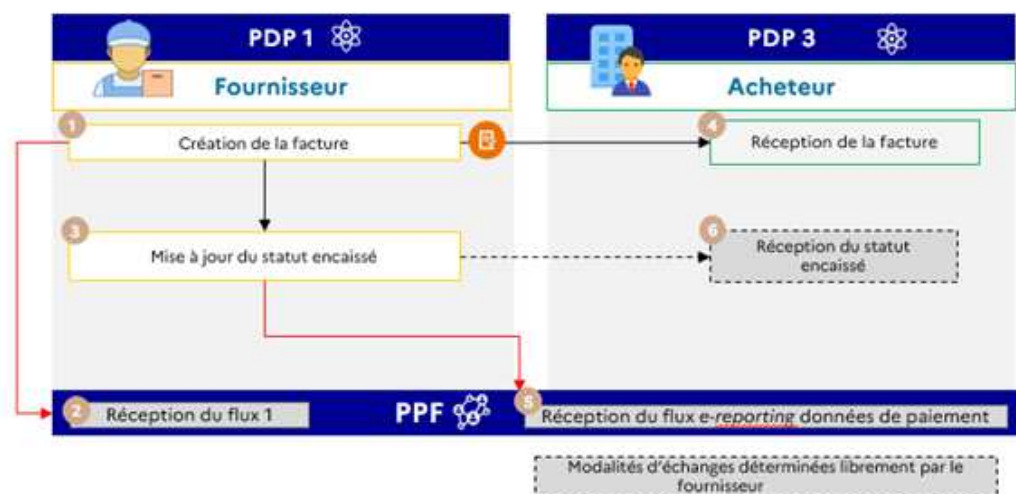 PDP 1
PDP 3
Fournisseur
Acheteur
1
Création de la facture
4
Réception de la facture
3
Mise à jour du statut encaissé
6
Réception du statut
encaissé
2
Réception du flux 1
PPF
5
Réception du flux e-reporting données de paiement
Modalités d'échanges déterminées librement par le
fournisseur